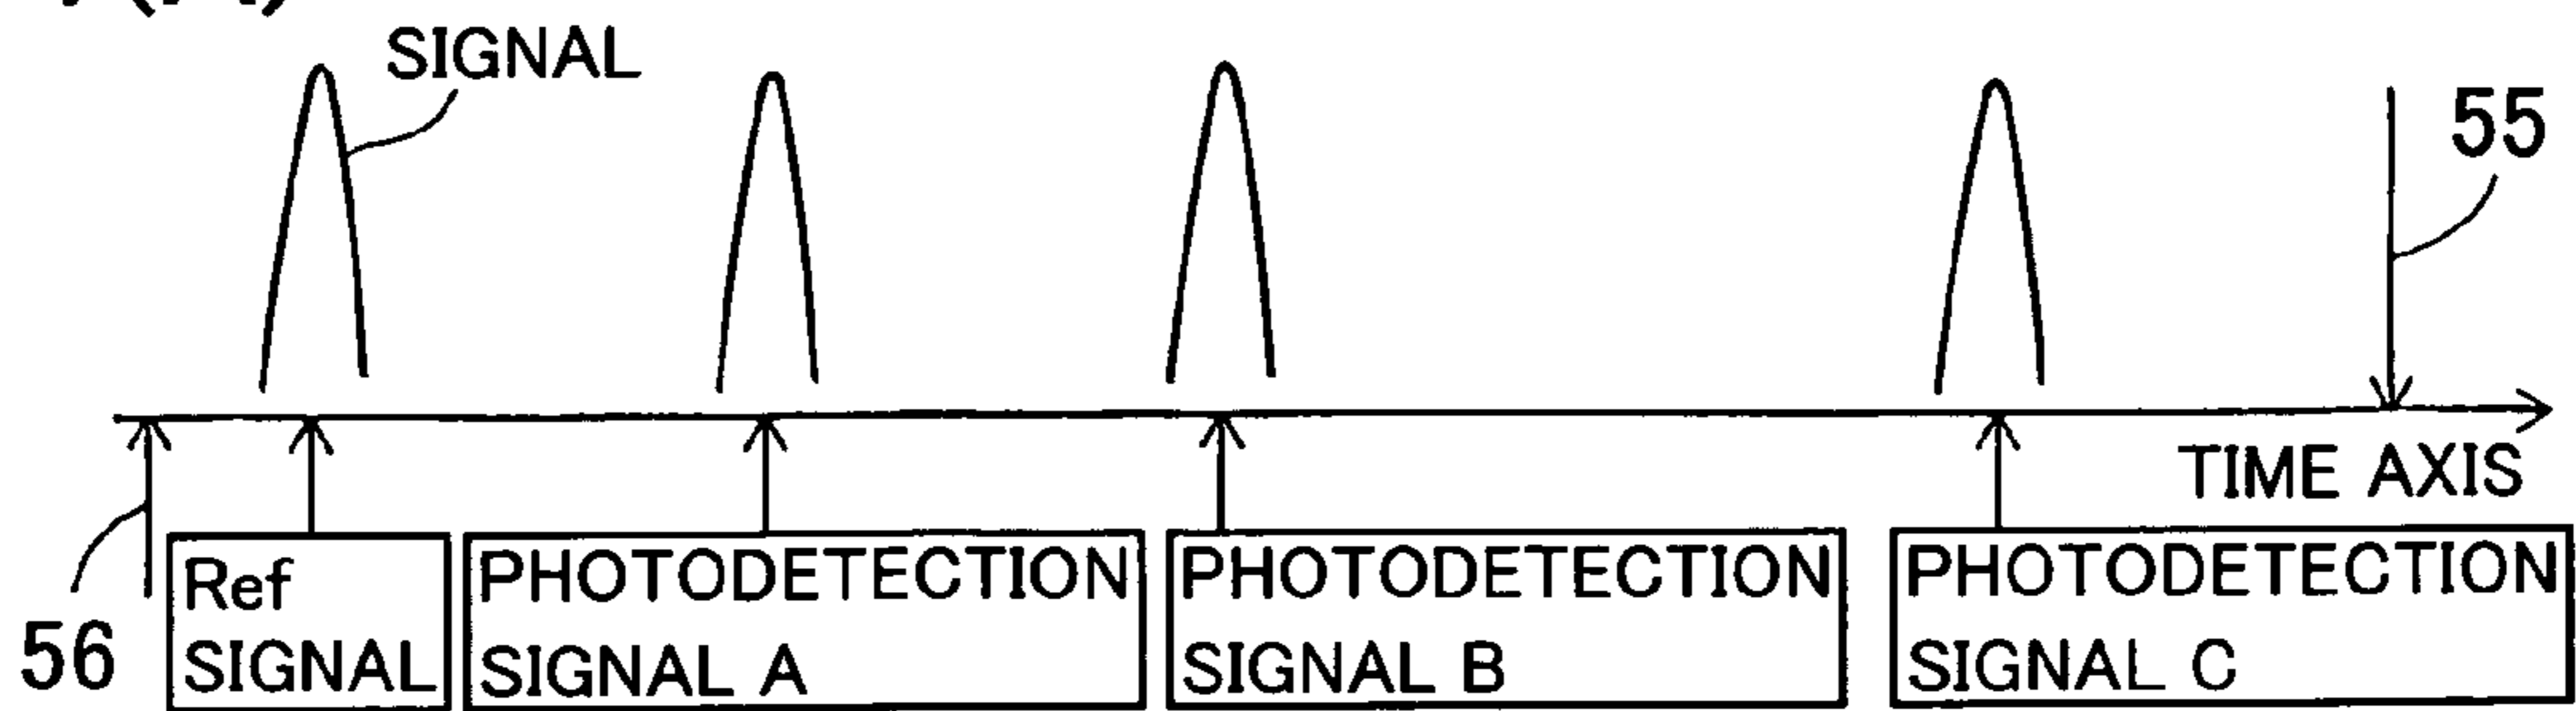 SIGNAL
55
TIME AXIS
56
Ref
SIGNAL
PHOTODETECTION
SIGNAL A
PHOTODETECTION
SIGNAL B
PHOTODETECTION
SIGNAL C